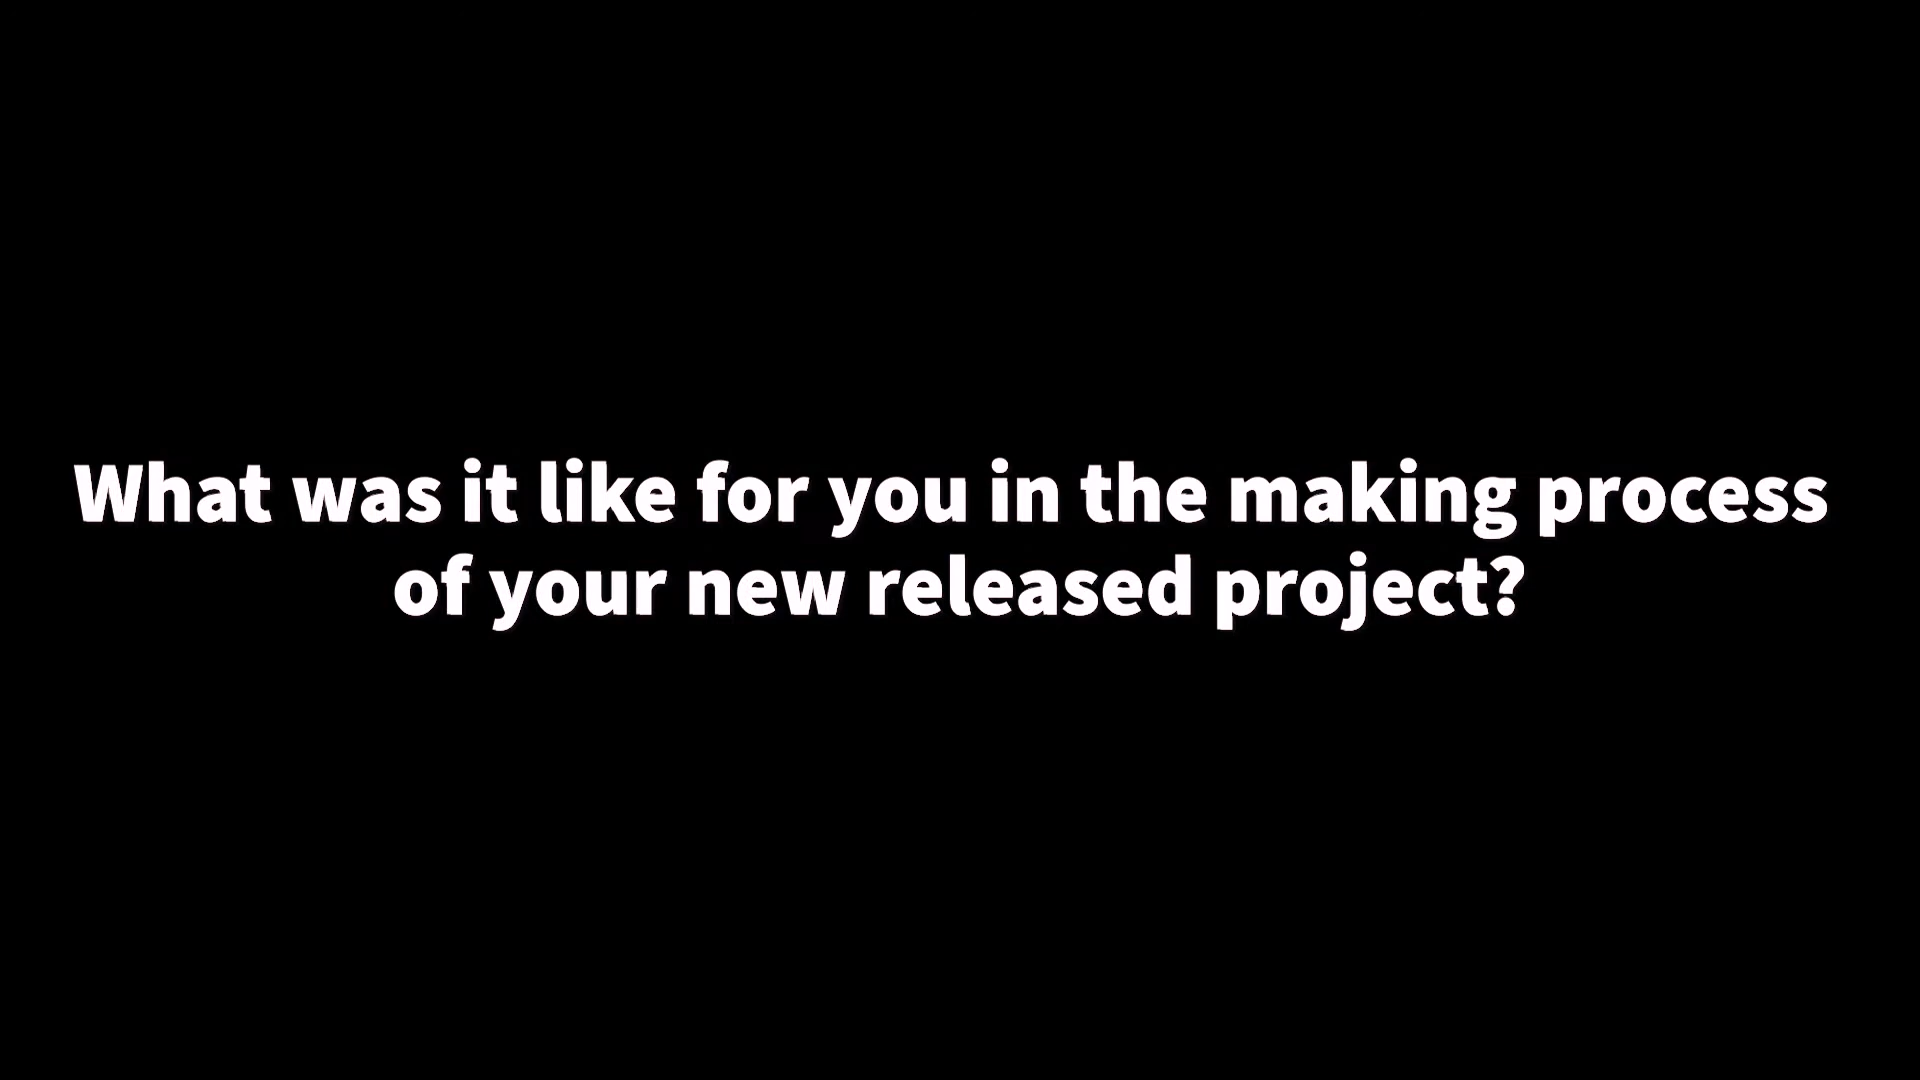 What was it like for you in the making process
of your new released project?